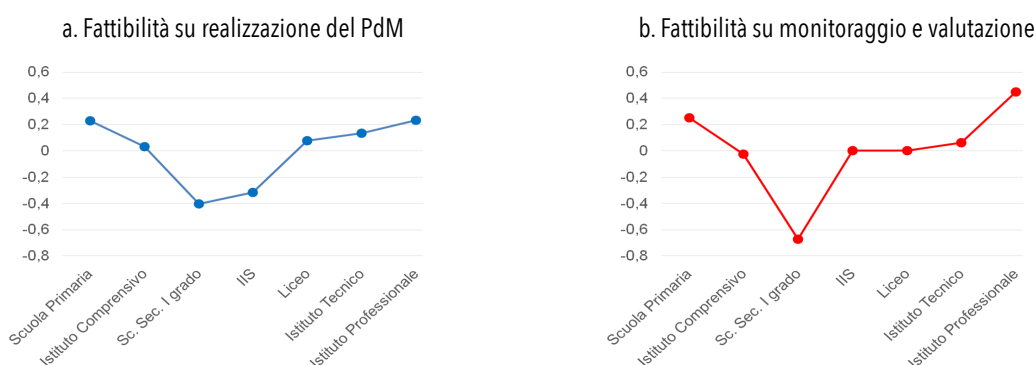 a. Fattibilità su realizzazione del PdM
0,6
0,4
0,2
0
-0,2
-0,4
-0,6
-0,8
Scuola Primaria
Istituto Comprensivo
Sc. Sec. I grado
IIS
Liceo
Istituto Tecnico
Istituto Professionale
b. Fattibilità su monitoraggio e valutazione
0,6
0,4
0,2
0
-0,2
-0,4
-0,6
-0,8
Scuola Primaria
Istituto Comprensivo
Sc. Sec. I grado
IIS
Liceo
Istituto Tecnico
Istituto Professionale